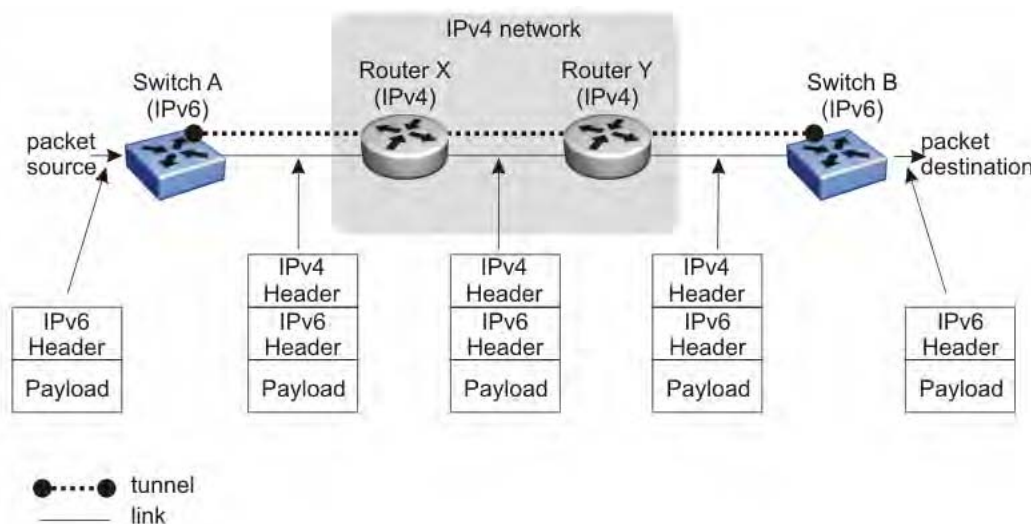 IPv4 network
Router X
(IPv4)
Router Y
(IPv4)
Switch A
(IPv6)
Switch B
(IPv6)
packet
source
packet
destination
IPv4
Header
IPv6
Header
Payload
IPv4
Header
IPv6
Header
Payload
IPv4
Header
IPv6
Header
Payload
IPv6
Header
Payload
IPv6
Header
Payload
tunnel
link